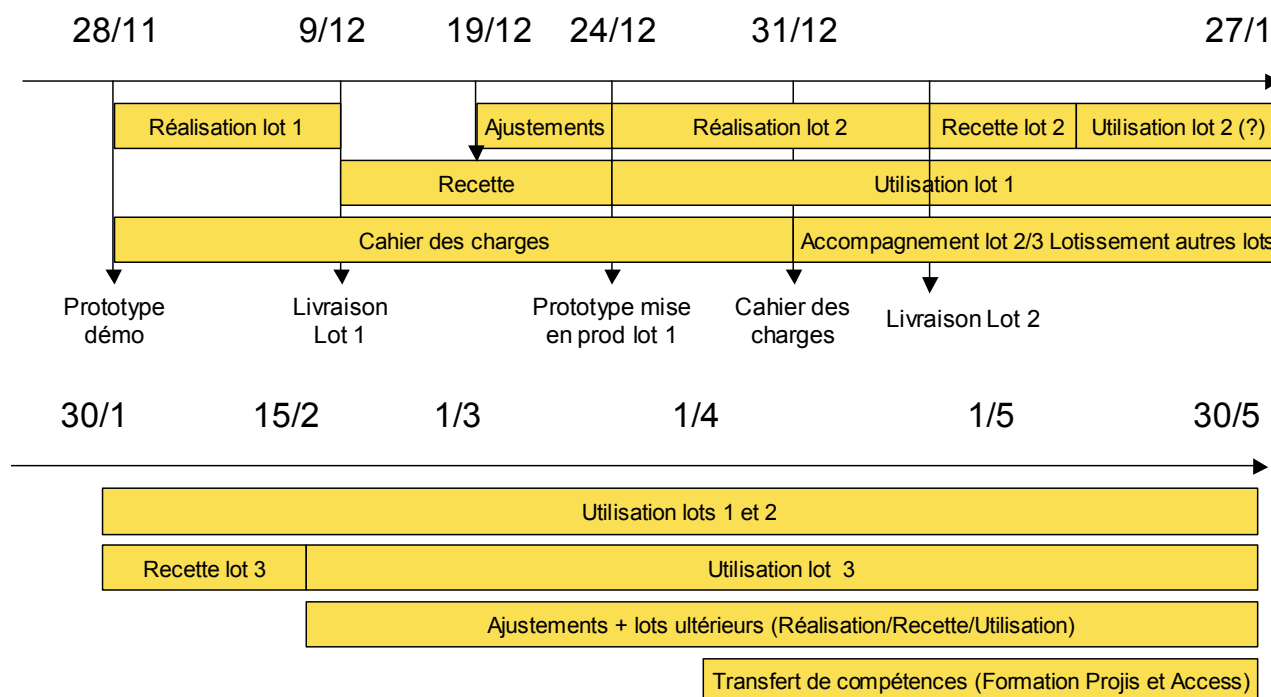 28/11 9/12 19/12 24/12 31/12 27/1
Réalisation lot 1 Ajustements Réalisation lot 2 Recette lot 2 Utilisation lot 2 (?)
Recette Utilisation lot 1
Cahier des charges Accompagnement lot 2/3 Lotissement autres lots
Prototype démo
Livraison Lot 1
Prototype mise en prod lot 1
Cahier des charges
Livraison Lot 2
30/1 15/2 1/3 1/4 1/5 30/5
Utilisation lots 1 et 2
Recette lot 3 Utilisation lot 3
Ajustements + lots ultérieurs (Réalisation/Recette/Utilisation)
Transfert de compétences (Formation Projis et Access)